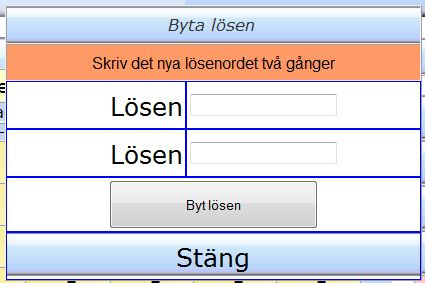 Byta lösen
Skriv det nya lösenordet två gånger
Lösen
Lösen
Byt lösen
Stäng